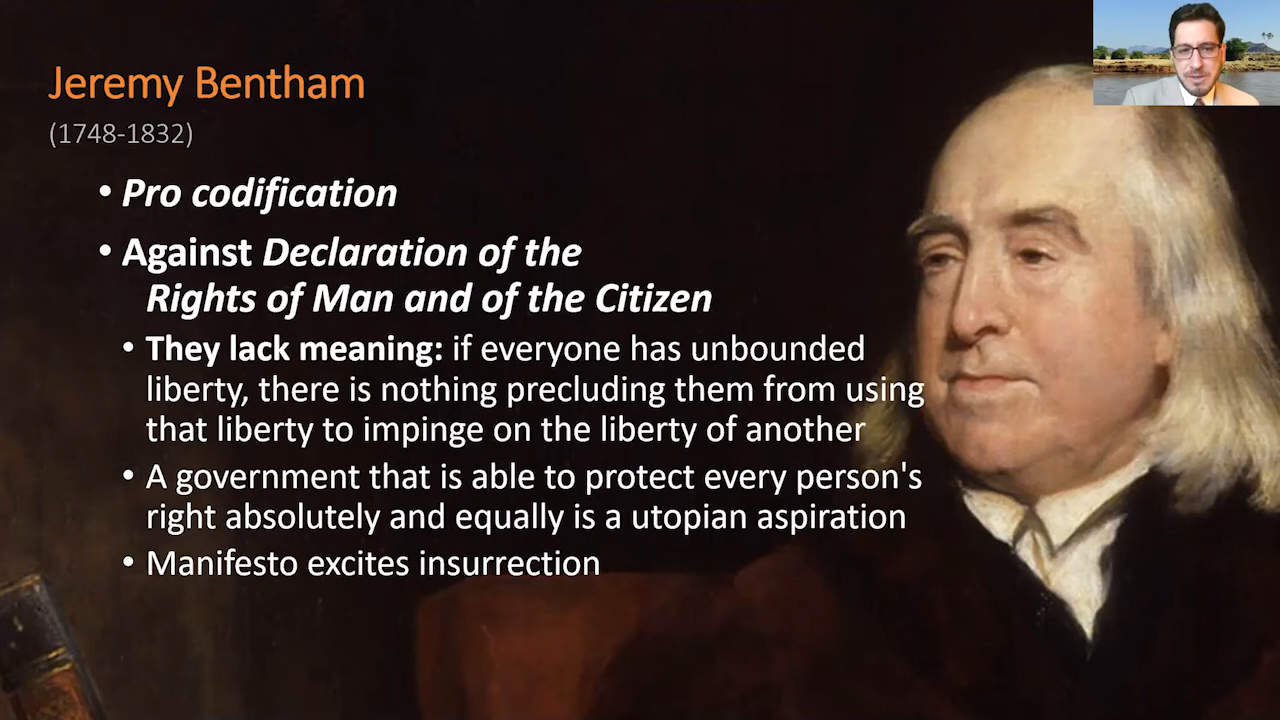 Jeremy Bentham
(1748-1832)
• Pro codification
• Against Declaration of the
Rights of Man and of the Citizen
• They lack meaning: if everyone has unbounded
liberty, there is nothing precluding them from using
that liberty to impinge on the liberty of another
• A government that is able to protect every person's
right absolutely and equally is a utopian aspiration
• Manifesto excites insurrection